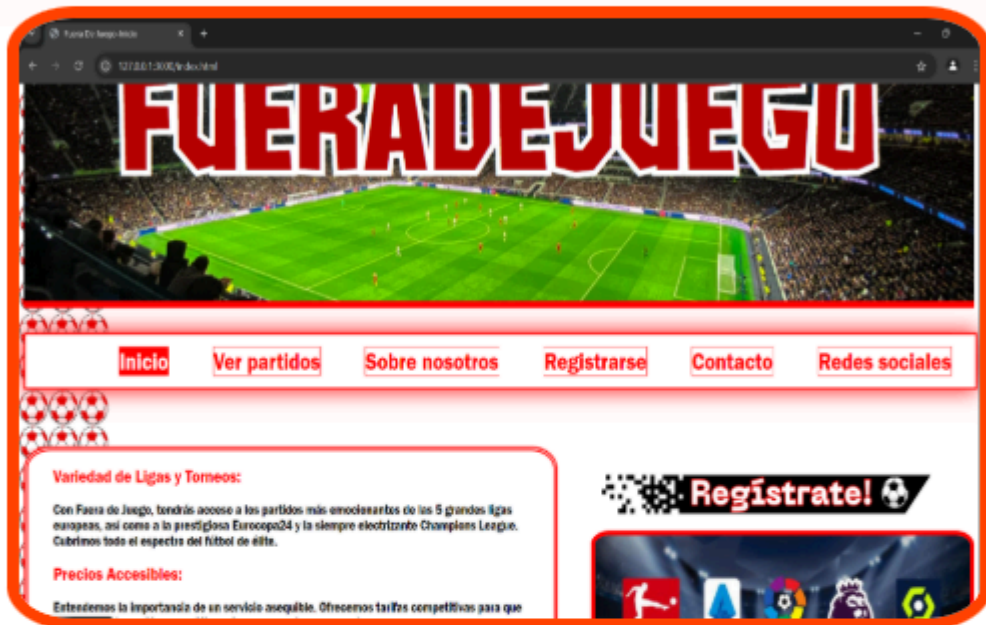 Fuera De Juego-Inicio
127.0.0.1:3000/index.html
FUERADEJUEGO
Inicio Ver partidos Sobre nosotros Registrarse Contacto Redes sociales
Variedad de Ligas y Torneos:
Con Fuera de Juego, tendrás acceso a los partidos más emocionantes de las 5 grandes ligas
europeas, así como a la prestigiosa Eurocopa24 y la siempre electrizante Champions League.
Cubrimos todo el espectro del fútbol de élite.
Regístrate!
Precios Accesibles:
Entendemos la importancia de un servicio asequible. Ofrecemos tarifas competitivas para que